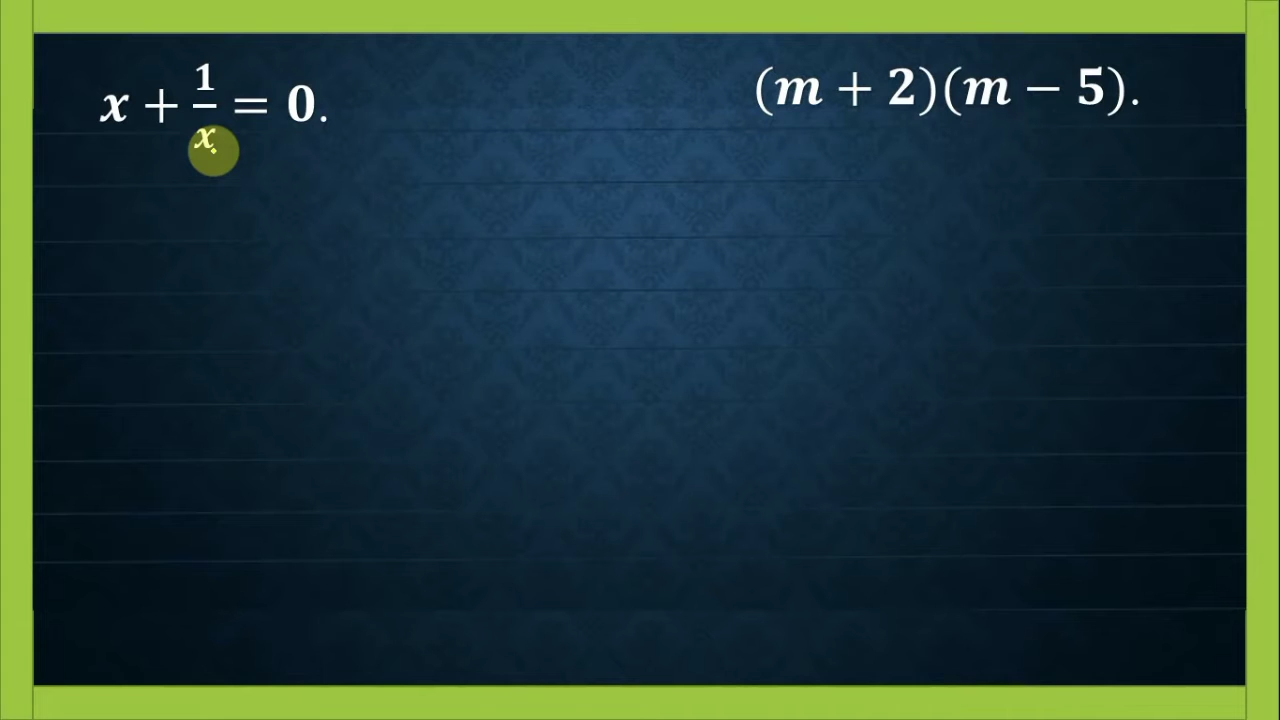 x + 1/x = 0.
(m + 2)(m − 5).